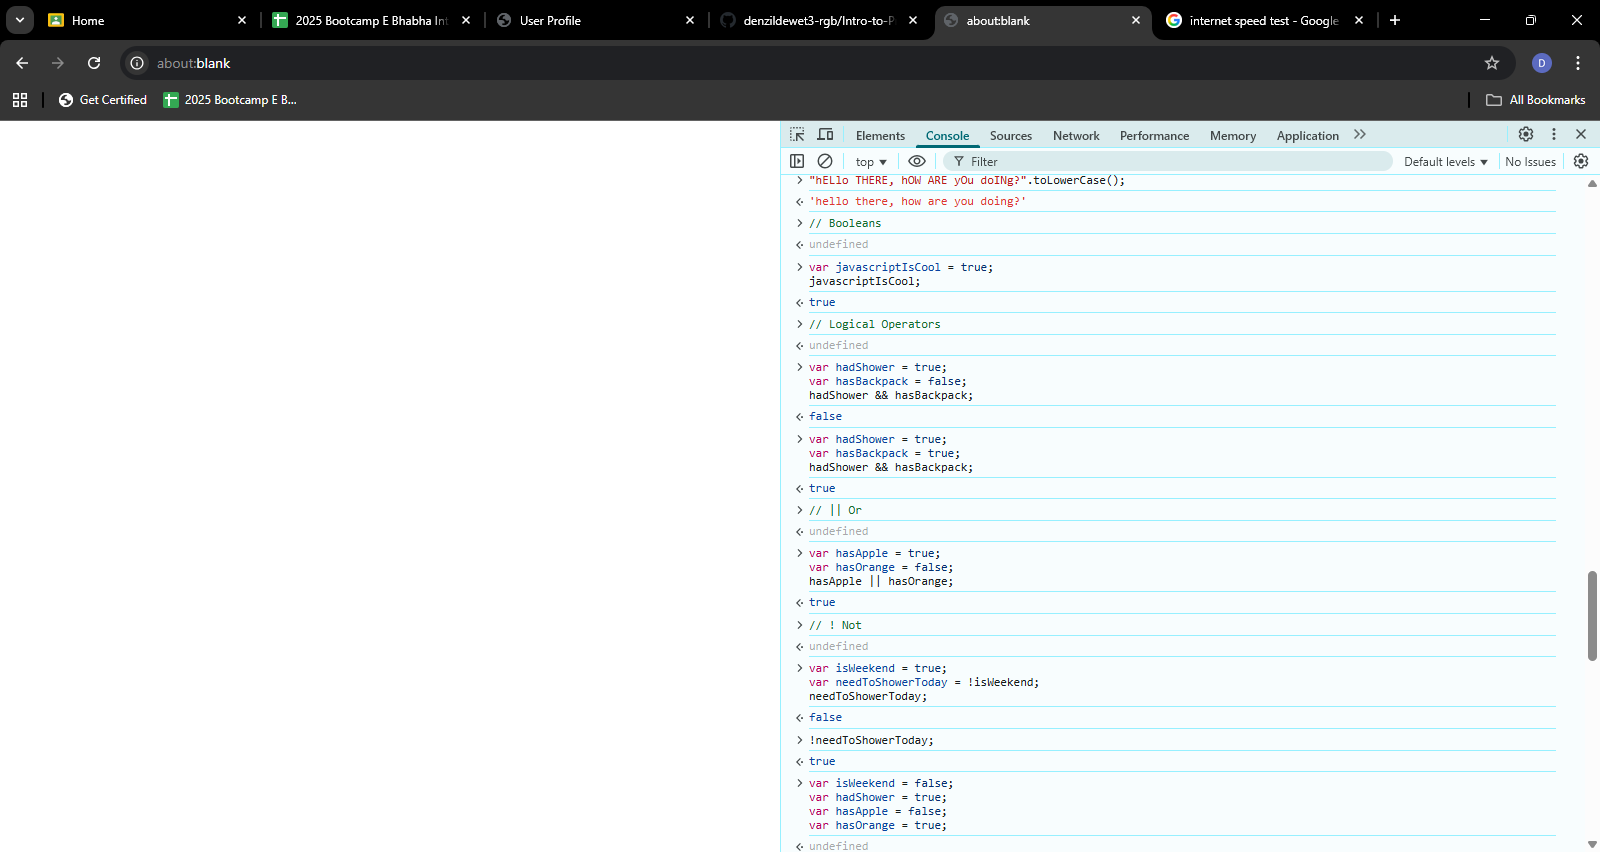 Home
2025 Bootcamp E Bhabha Int
User Profile
denzildewet3-rgb/Intro-to-P
about:blank
internet speed test - Google
about:blank
D
Get Certified
2025 Bootcamp E B...
All Bookmarks
Elements
Console
Sources
Network
Performance
Memory
Application
top
Filter
Default levels
No Issues
"hELlo THERE, hOW ARE yOu doINg?".toLowerCase();
'hello there, how are you doing?'
// Booleans
undefined
var javascriptIsCool = true;
javascriptIsCool;
true
// Logical Operators
undefined
var hadShower = true;
var hasBackpack = false;
hadShower && hasBackpack;
false
var hadShower = true;
var hasBackpack = true;
hadShower && hasBackpack;
true
// || Or
undefined
var hasApple = true;
var hasOrange = false;
hasApple || hasOrange;
true
// ! Not
undefined
var isWeekend = true;
var needToShowerToday = !isWeekend;
needToShowerToday;
false
!needToShowerToday;
true
var isWeekend = false;
var hadShower = true;
var hasApple = false;
var hasOrange = true;
undefined